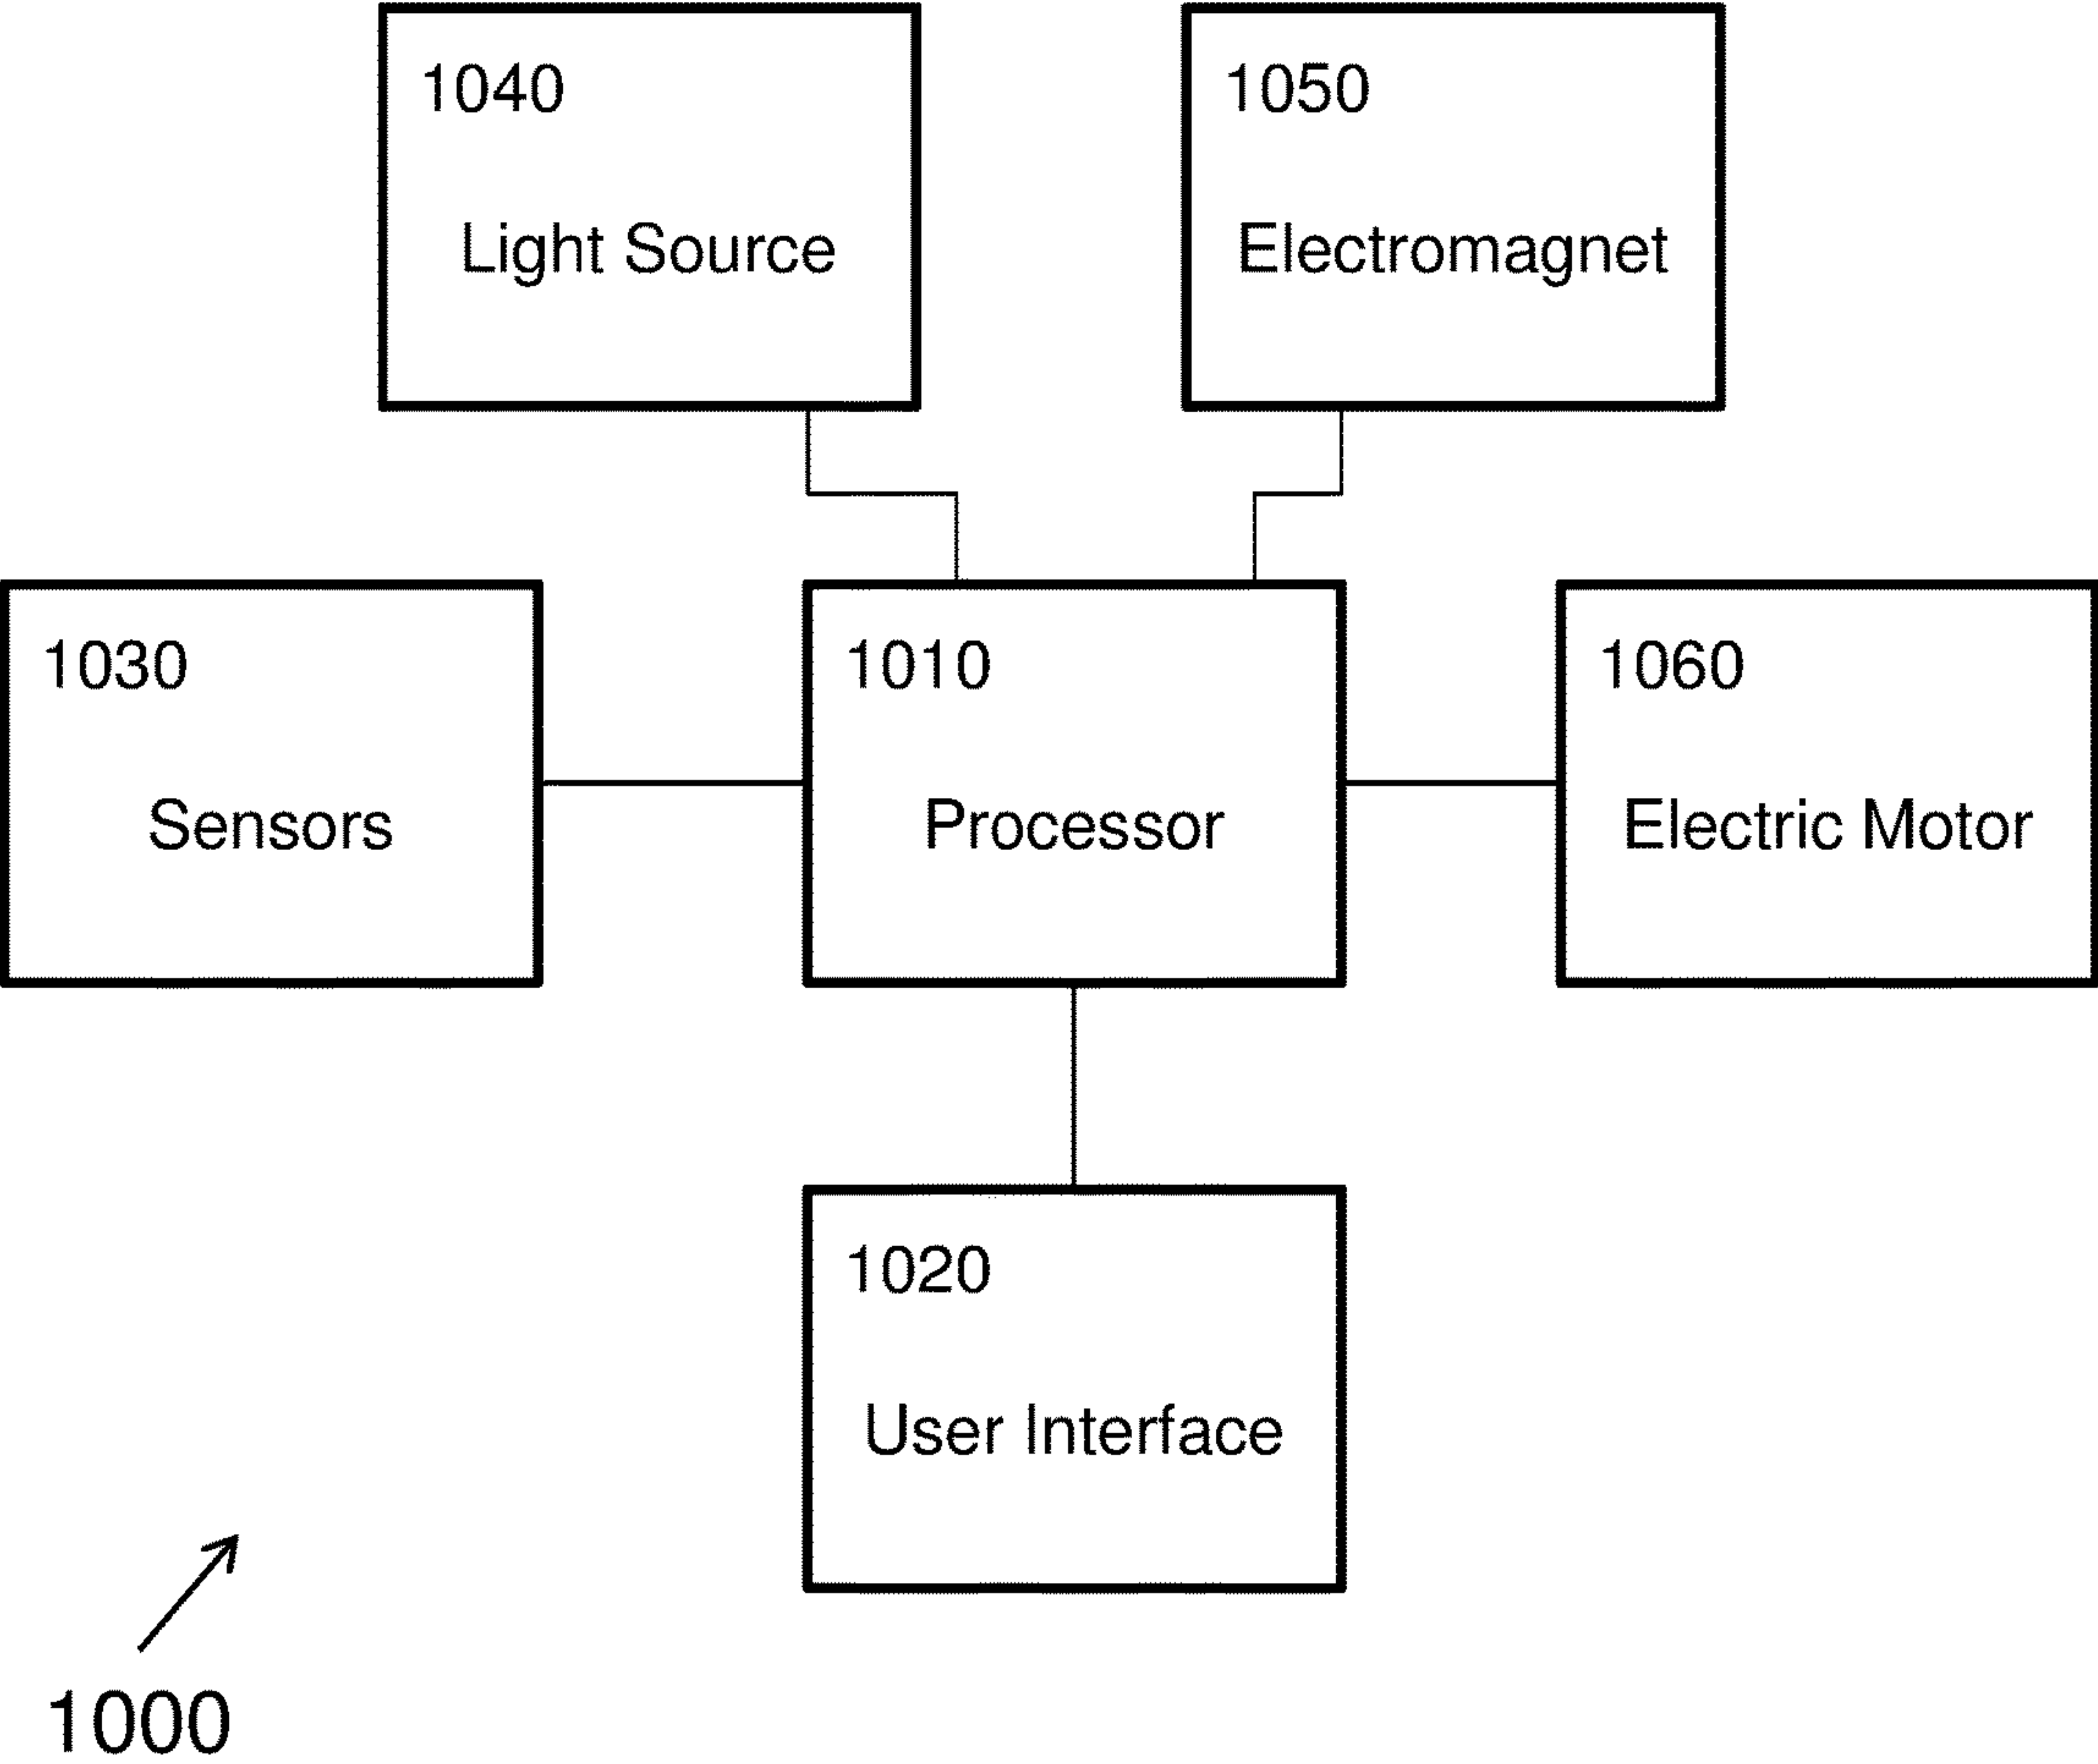 1040
Light Source
1050
Electromagnet
1030
Sensors
1010
Processor
1060
Electric Motor
1020
User Interface
1000